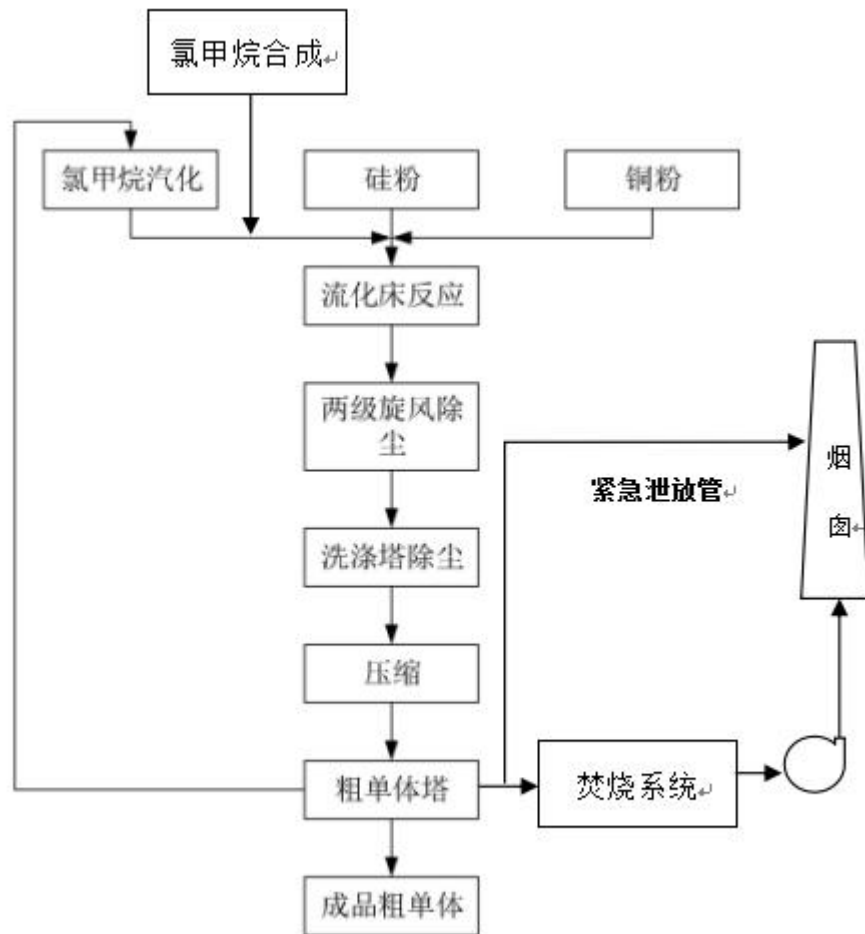 氯甲烷合成↵
氯甲烷汽化
硅粉
铜粉
流化床反应
两级旋风除
尘
洗涤塔除尘
压缩
粗单体塔
成品粗单体
紧急泄放管↵
焚烧系统↵
烟
囱↵